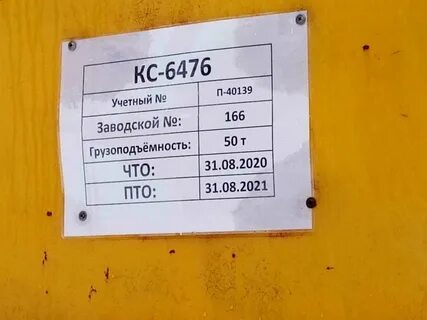 КС-6476
Учетный № П-40139
Заводской №: 166
Грузоподъёмность: 50 т
ЧТО: 31.08.2020
ПТО: 31.08.2021